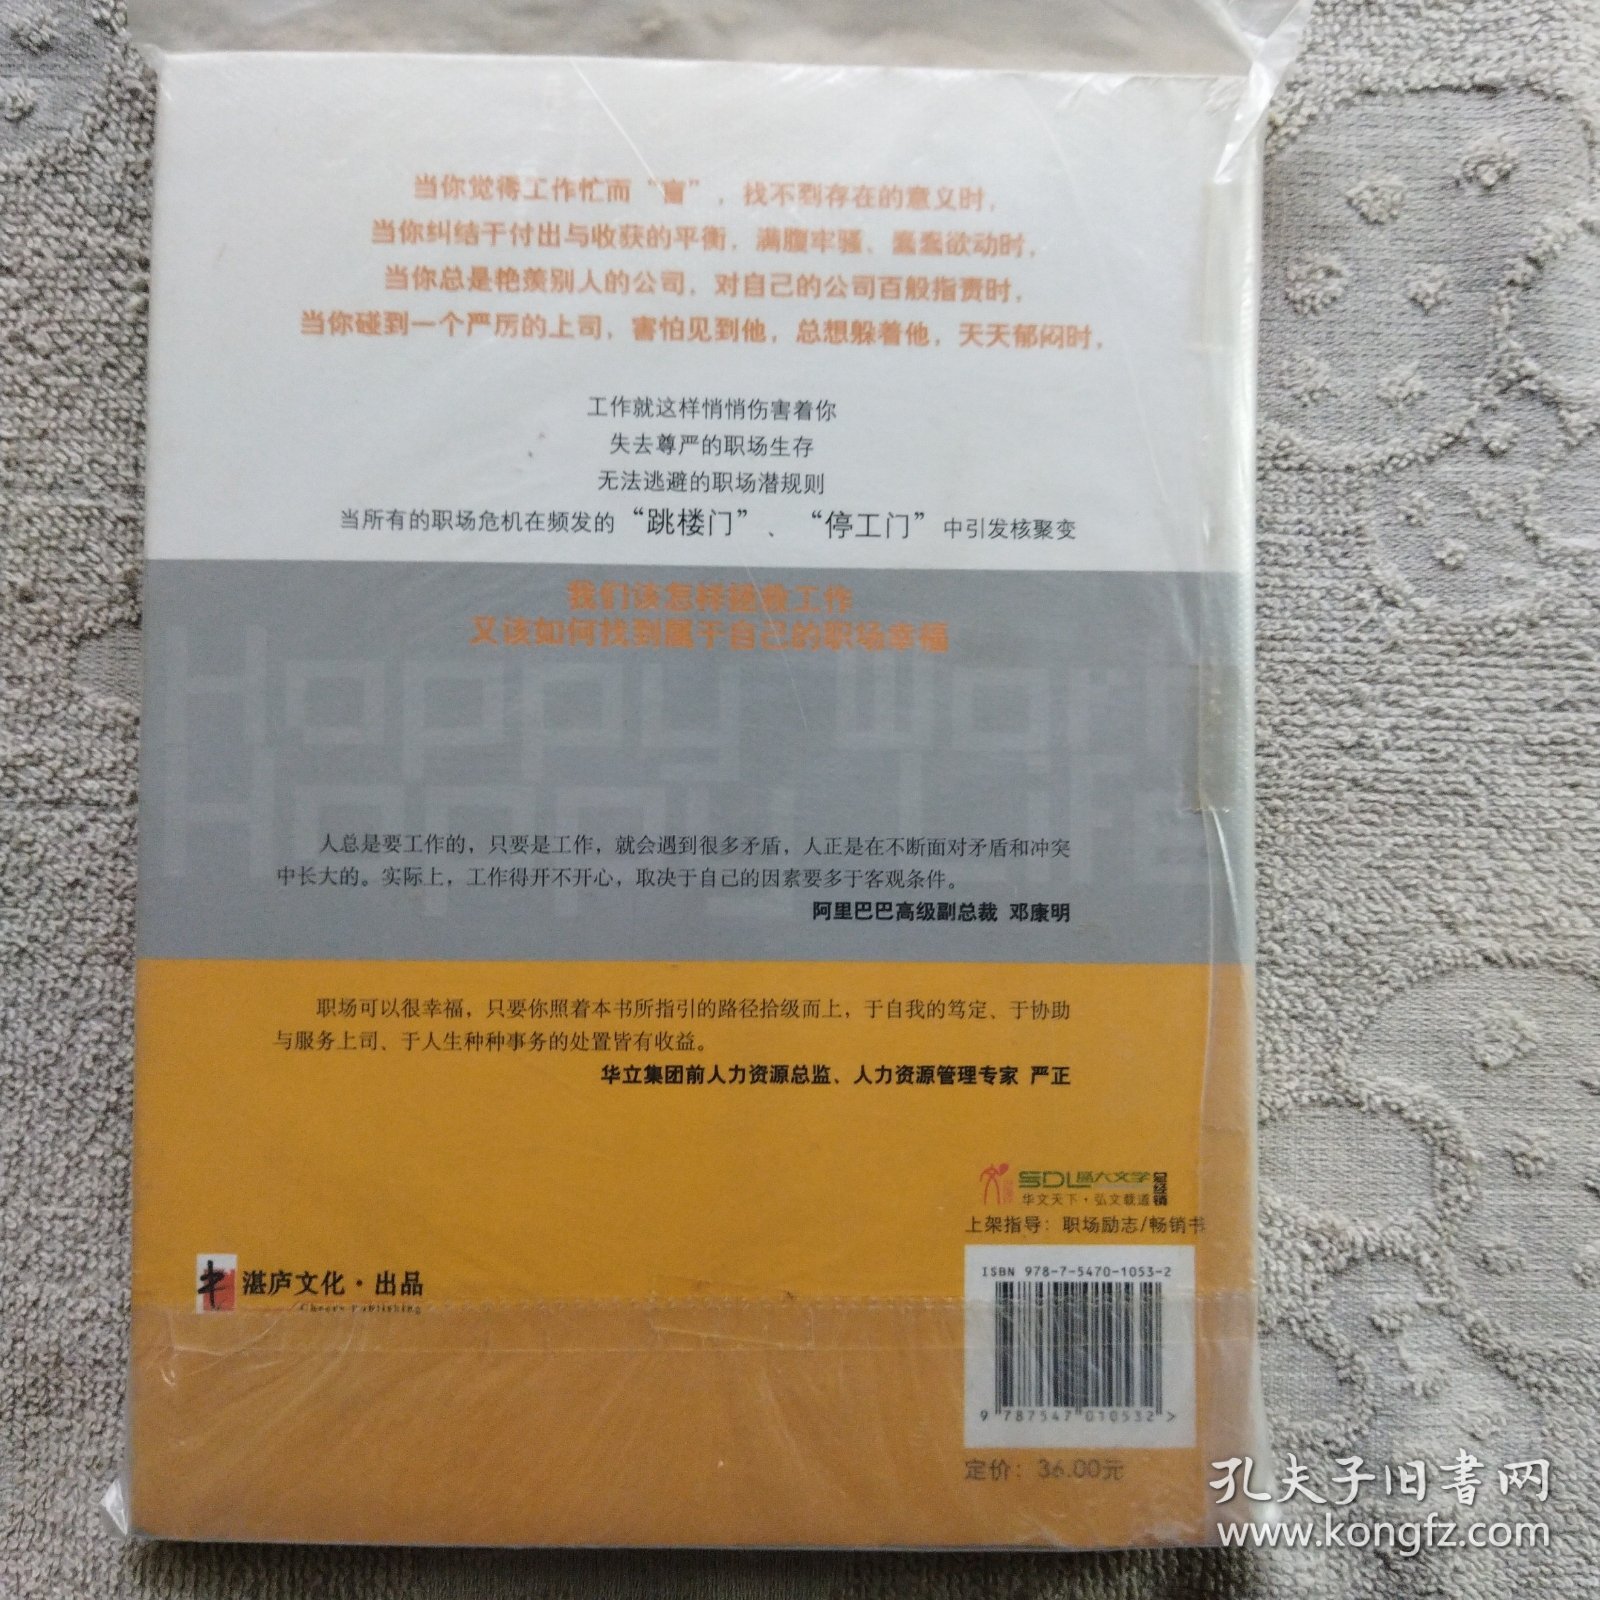 当你觉得工作忙而“盲”，找不到存在的意义时，
当你纠结于付出与收获的平衡，满腹牢骚、蠢蠢欲动时，
当你总是艳羡别人的公司，对自己的公司百般指责时，
当你碰到一个严厉的上司，害怕见到他，总想躲着他，天天郁闷时，
工作就这样悄悄伤害着你
失去尊严的职场生存
无法逃避的职场潜规则
当所有的职场危机在频发的“跳楼门”、“停工门”中引发核聚变
我们该怎样拯救工作
又该如何找到属于自己的职场幸福
Happy Work
Happy Life
人总是要工作的，只要是工作，就会遇到很多矛盾，人正是在不断面对矛盾和冲突
中长大的。实际上，工作得开不开心，取决于自己的因素要多于客观条件。
阿里巴巴高级副总裁 邓康明
职场可以很幸福，只要你照着本书所指引的路径拾级而上，于自我的笃定、于协助
与服务上司、于人生种种事务的处置皆有收益。
华立集团前人力资源总监、人力资源管理专家 严正
SDL盛大文学 总经销
华文天下·弘文载道
上架指导：职场励志/畅销书
湛庐文化·出品
Cheers Publishing
ISBN 978-7-5470-1053-2
9 787547 010532 >
定价：36.00元
孔夫子旧书网
www.kongfz.com